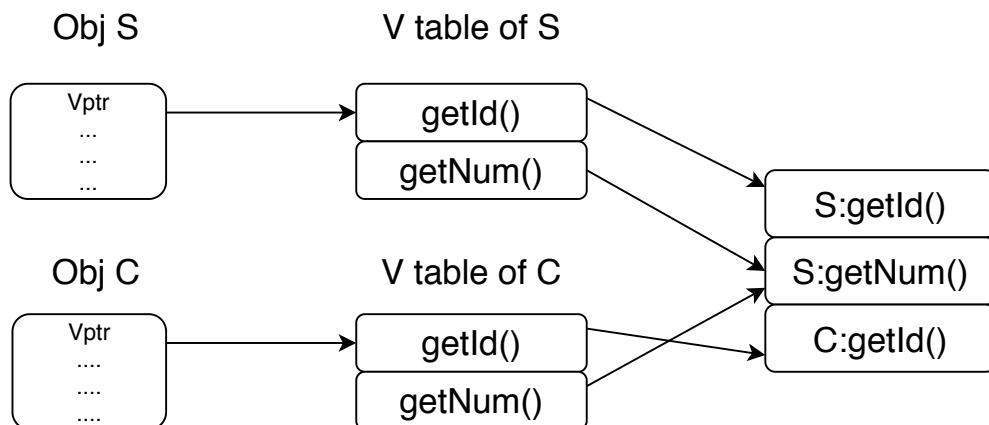 Obj S
V table of S
Vptr
...
...
...
getId()
getNum()
S:getId()
S:getNum()
C:getId()
Obj C
V table of C
Vptr
....
....
....
getId()
getNum()